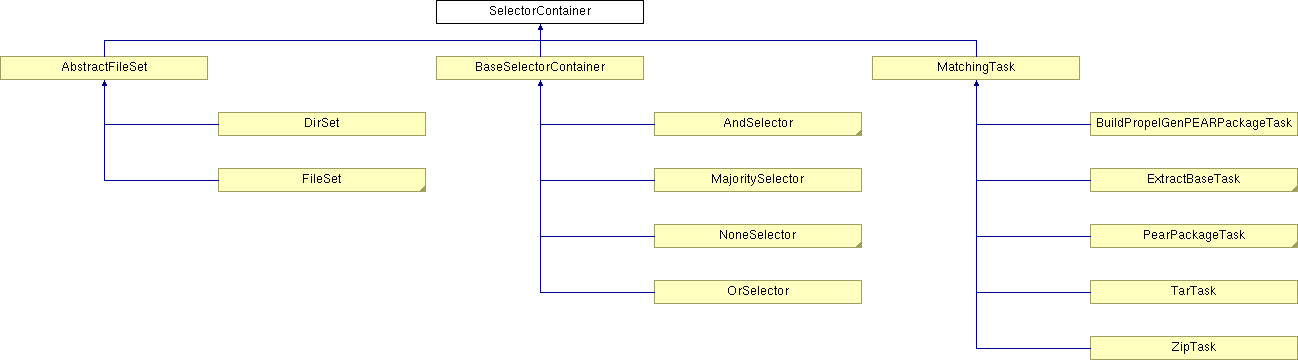 SelectorContainer
AbstractFileSet
BaseSelectorContainer
MatchingTask
DirSet
AndSelector
BuildPropelGenPEARPackageTask
FileSet
MajoritySelector
ExtractBaseTask
NoneSelector
PearPackageTask
OrSelector
TarTask
ZipTask